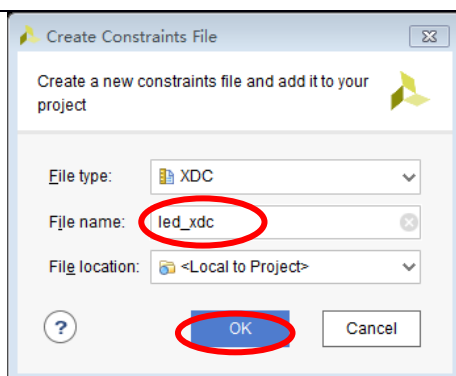 Create Constraints File
Create a new constraints file and add it to your
project
File type: XDC
File name: led_xdc
File location: <Local to Project>
? OK Cancel